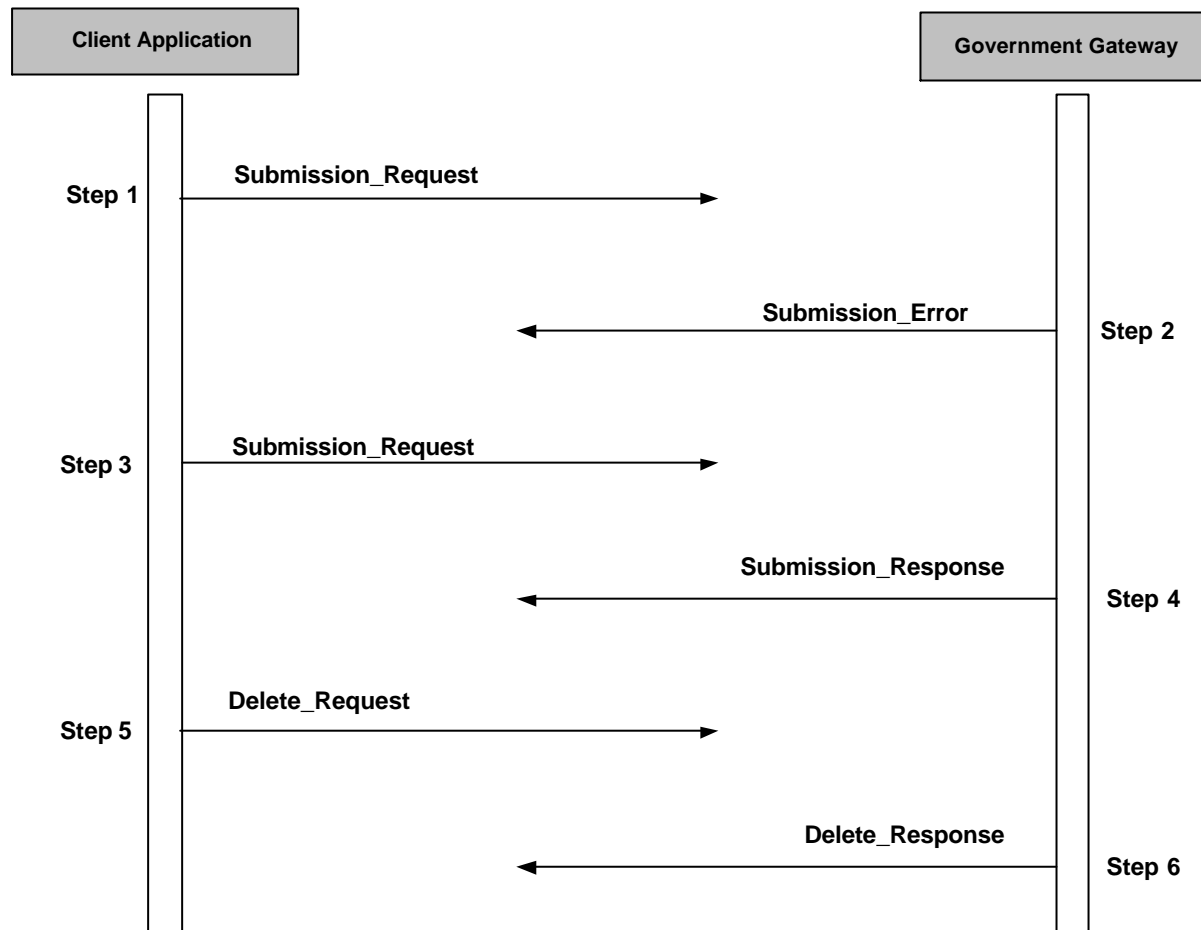 Client Application
Government Gateway
Submission_Request
Step 1
Submission_Error
Step 2
Submission_Request
Step 3
Submission_Response
Step 4
Delete_Request
Step 5
Delete_Response
Step 6